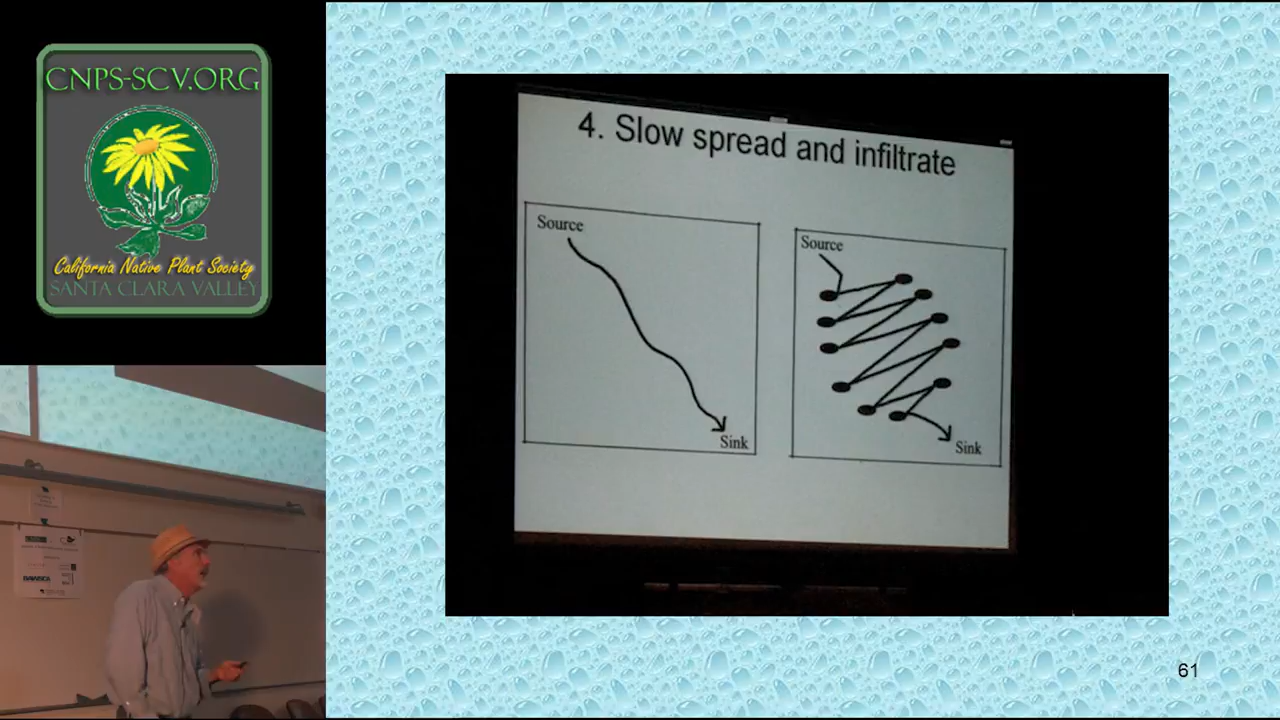 CNPS-SCV.ORG
California Native Plant Society
SANTA CLARA VALLEY
4. Slow spread and infiltrate
Source
Sink
Source
Sink
BAWSCA
61